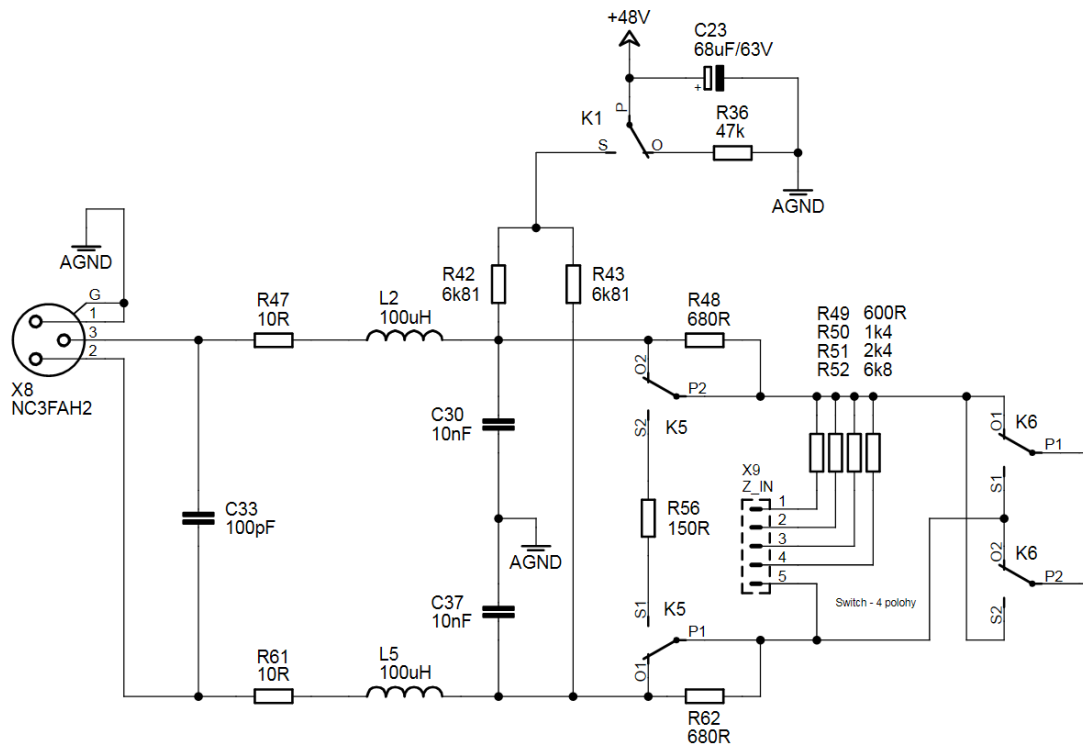 +48V
C23
68uF/63V
+
P
K1
R36
47k
S
O
AGND
AGND
G
1
3
2
X8
NC3FAH2
R47
10R
L2
100uH
R42
6k81
R43
6k81
R48
680R
R49 600R
R50 1k4
R51 2k4
R52 6k8
O2
P2
K5
S2
C30
10nF
O1
K6
P1
S1
X9
Z_IN
1
2
3
4
5
C33
100pF
R56
150R
AGND
O2
K6
P2
S2
Switch - 4 polohy
C37
10nF
S1
K5
P1
O1
R61
10R
L5
100uH
R62
680R